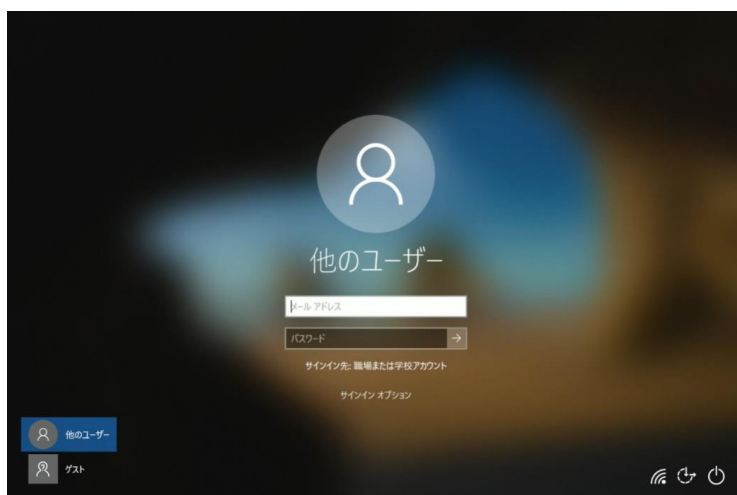 他のユーザー
メール アドレス
パスワード
サインイン先: 職場または学校アカウント
サインイン オプション
他のユーザー
ゲスト